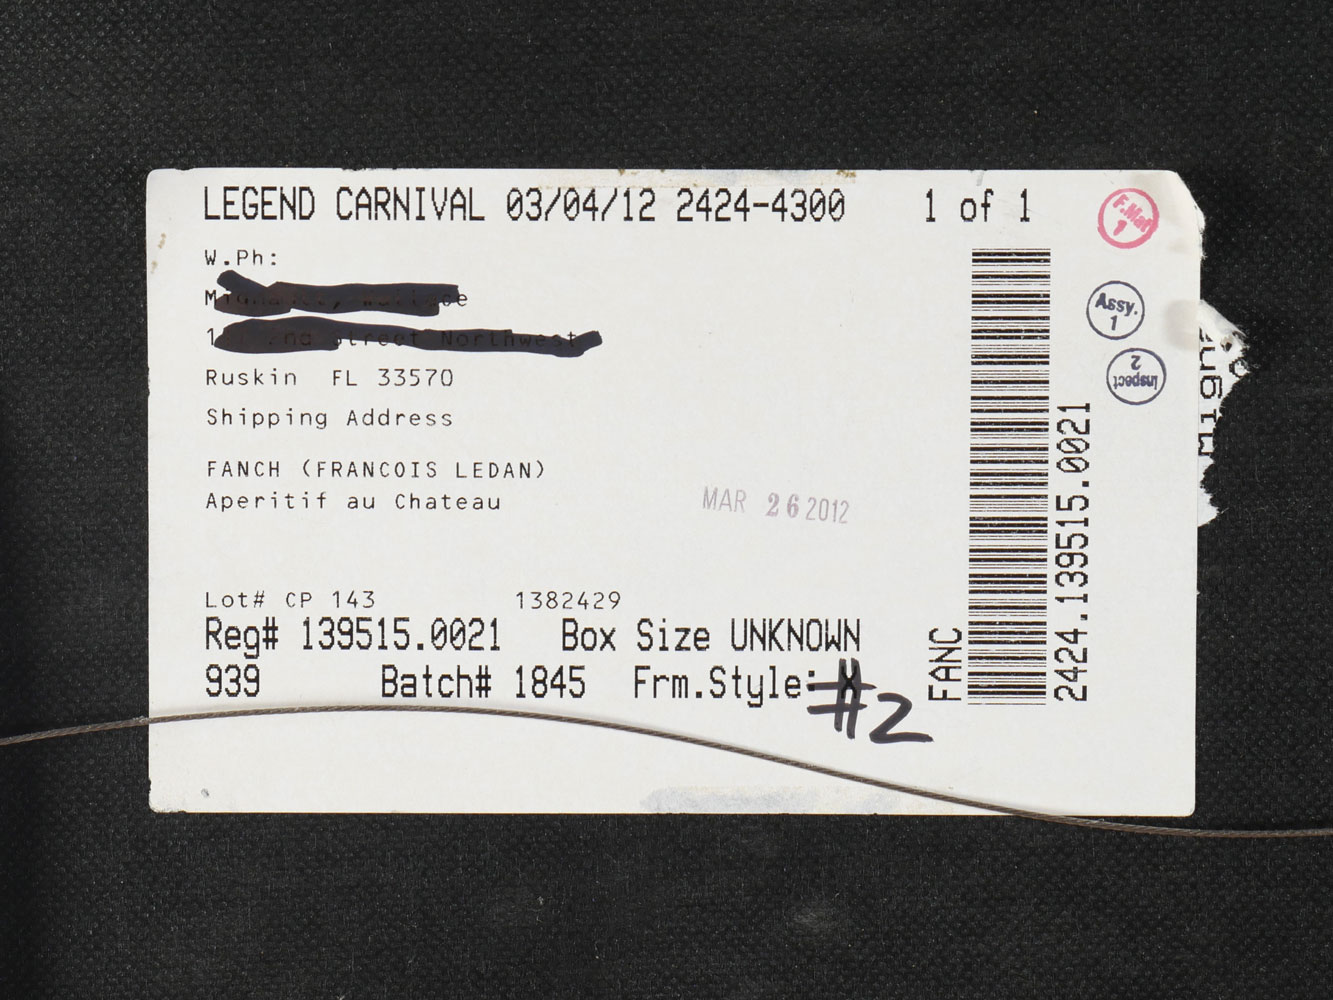 LEGEND CARNIVAL 03/04/12 2424-4300 1 of 1
W.Ph:
Street Northwest
Ruskin FL 33570
Shipping Address
FANCH (FRANCOIS LEDAN)
Aperitif au Chateau
MAR 26 2012
Lot# CP 143 1382429
Reg# 139515.0021 Box Size UNKNOWN
939 Batch# 1845 Frm.Style: X
#2
FANC
2424.139515.0021
F.Mat 1
Assy. 1
Inspect 2